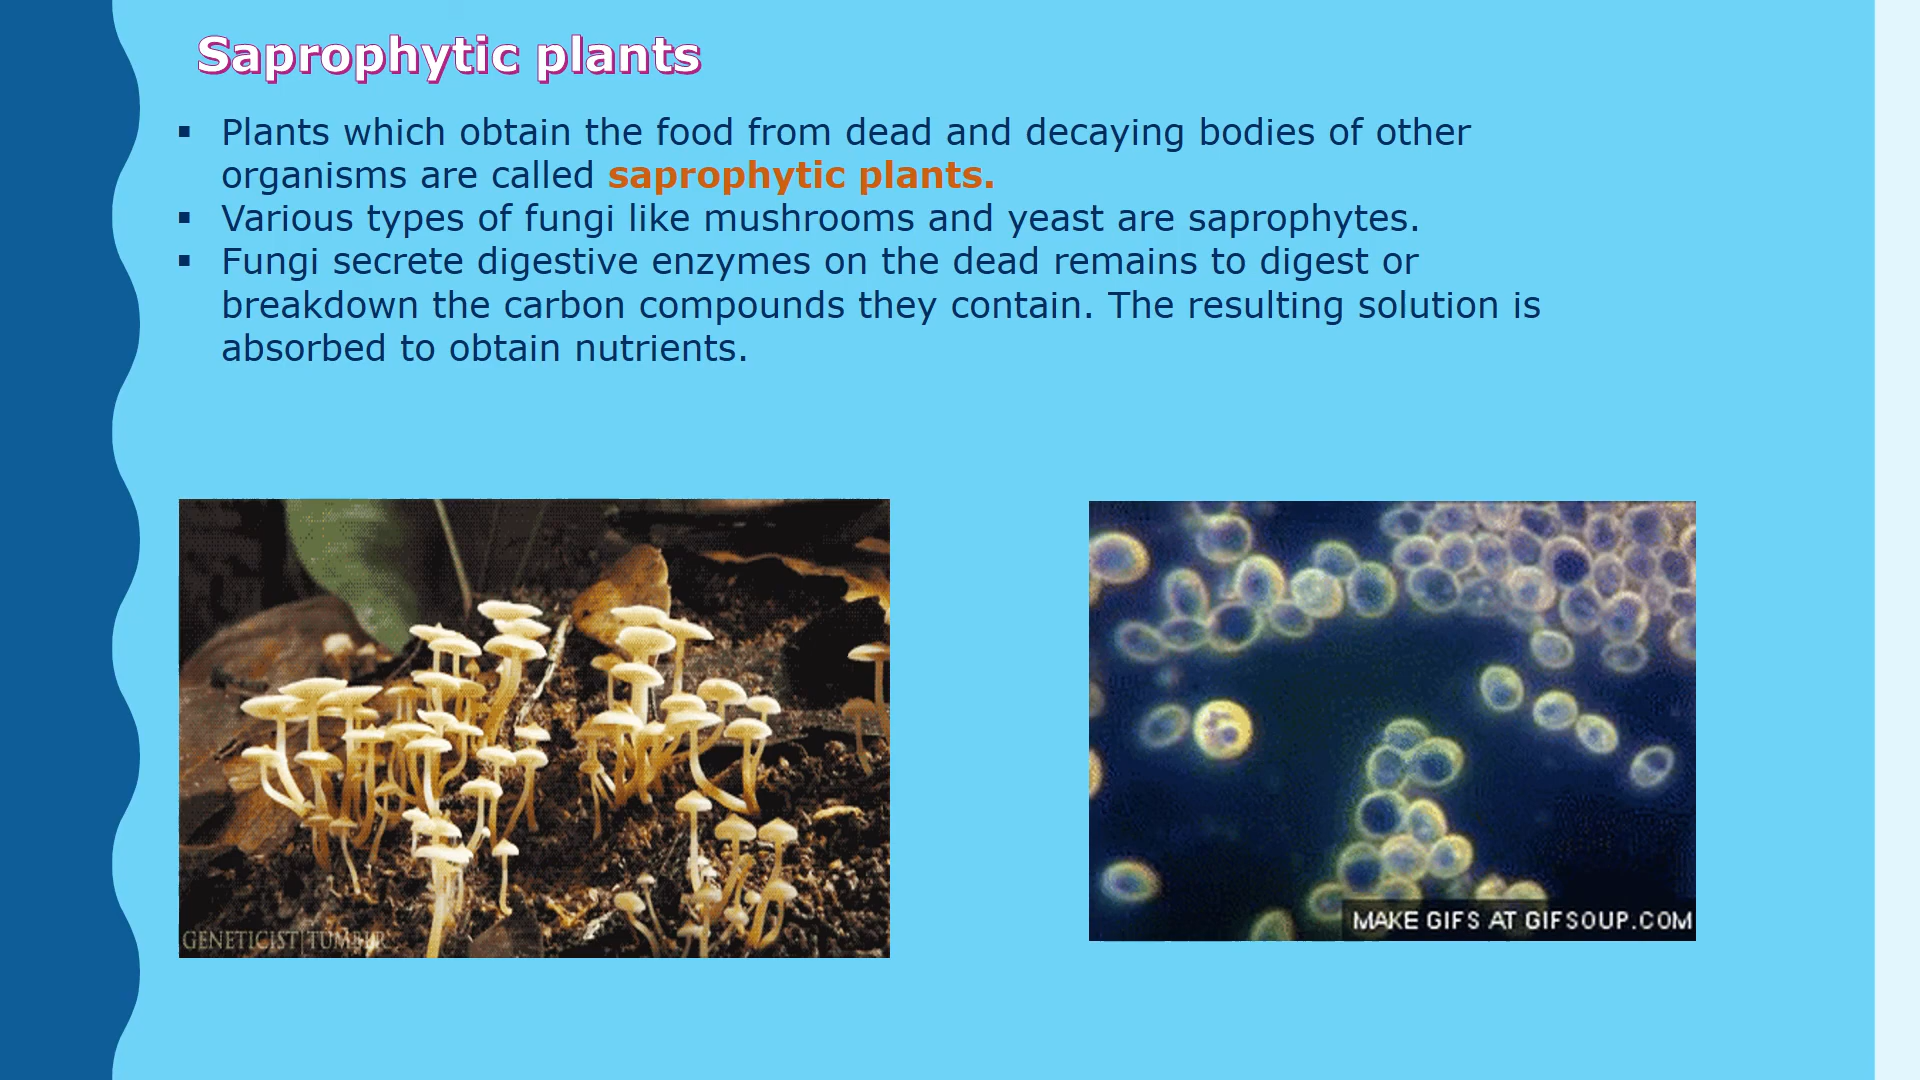 Saprophytic plants
▪ Plants which obtain the food from dead and decaying bodies of other
organisms are called saprophytic plants.
▪ Various types of fungi like mushrooms and yeast are saprophytes.
▪ Fungi secrete digestive enzymes on the dead remains to digest or
breakdown the carbon compounds they contain. The resulting solution is
absorbed to obtain nutrients.
GENETICIST|TUMBLR
MAKE GIFS AT GIFSOUP.COM